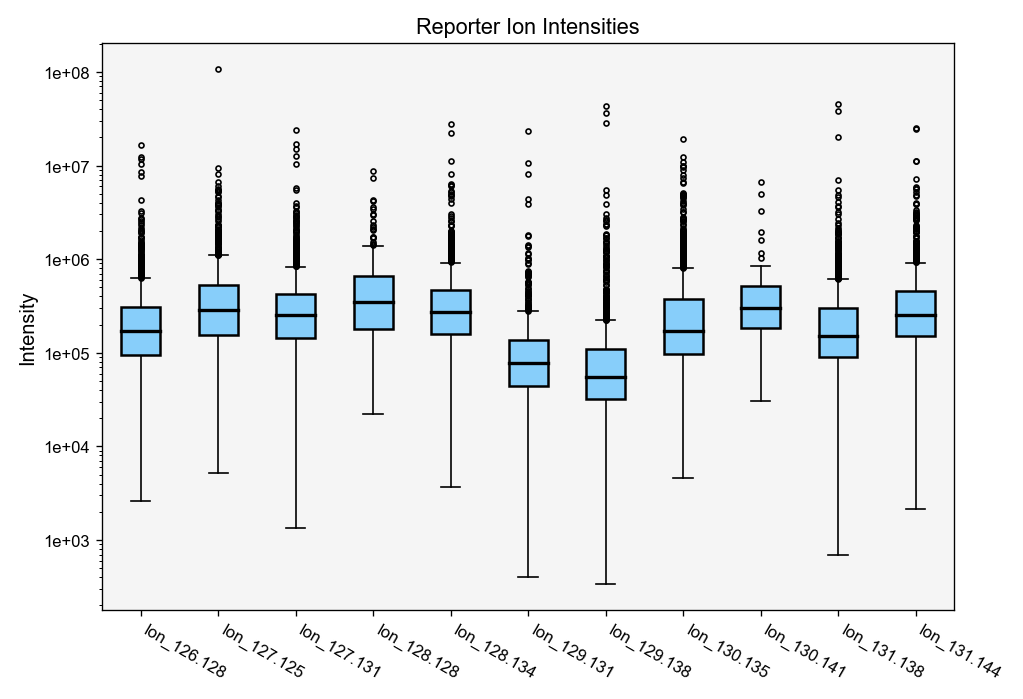 Reporter Ion Intensities
Intensity
1e+08
1e+07
1e+06
1e+05
1e+04
1e+03
Ion_126.128
Ion_127.125
Ion_127.131
Ion_128.128
Ion_128.134
Ion_129.131
Ion_129.138
Ion_130.135
Ion_130.141
Ion_131.138
Ion_131.144